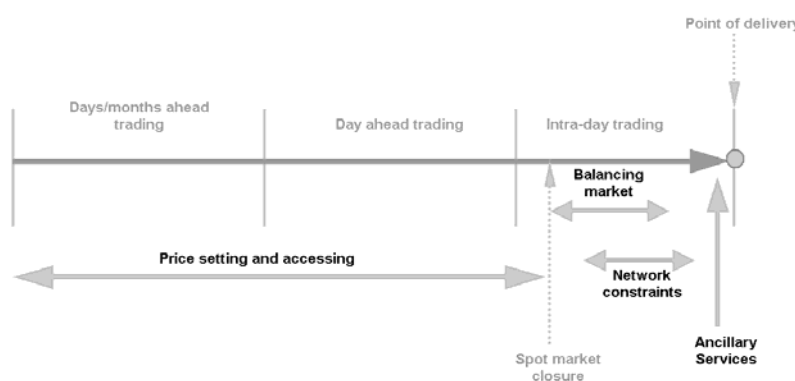 Point of delivery
Days/months ahead
trading
Day ahead trading
Intra-day trading
Balancing
market
Price setting and accessing
Network
constraints
Spot market
closure
Ancillary
Services